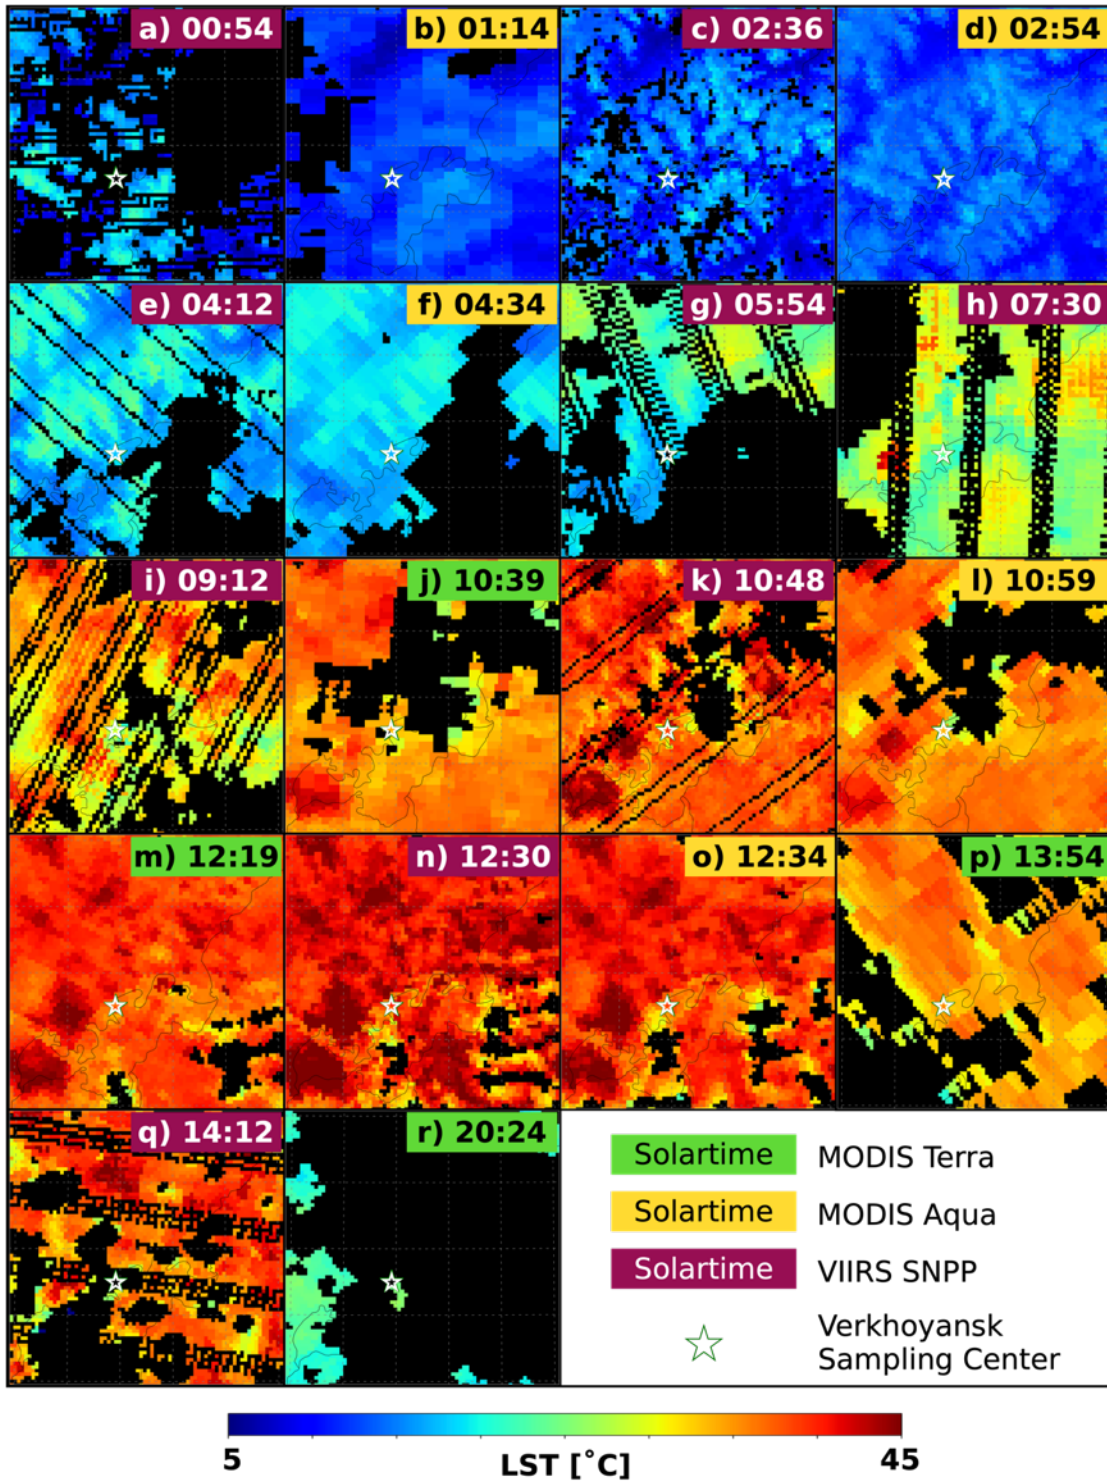 a) 00:54
b) 01:14
c) 02:36
d) 02:54
e) 04:12
f) 04:34
g) 05:54
h) 07:30
i) 09:12
j) 10:39
k) 10:48
l) 10:59
m) 12:19
n) 12:30
o) 12:34
p) 13:54
q) 14:12
r) 20:24
Solartime MODIS Terra
Solartime MODIS Aqua
Solartime VIIRS SNPP
Verkhoyansk
Sampling Center
5 45
LST [˚C]